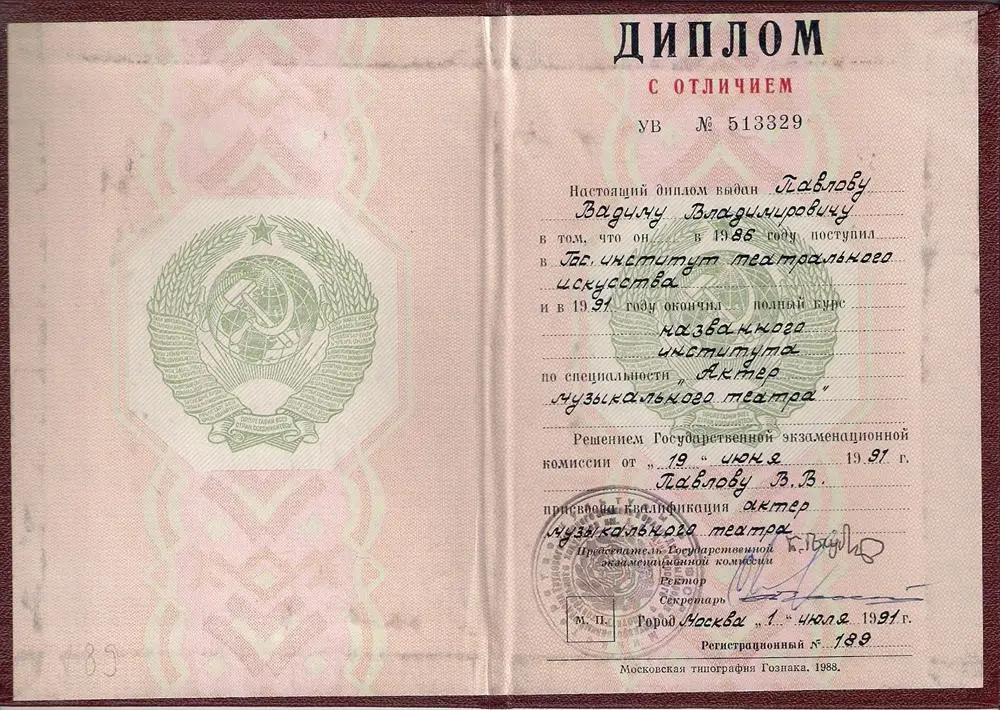 ДИПЛОМ
С ОТЛИЧИЕМ
УВ № 513329
Настоящий диплом выдан Павлову
Вадиму Владимировичу
в том, что он в 1986 году поступил
в Гос. институт театрального
искусства
и в 1991 году окончил полный курс
названного
института
по специальности „Актер
музыкального театра"
Решением Государственной экзаменационной
комиссии от „19" июня 1991 г.
Павлову В.В.
присвоена квалификация актер
музыкального театра
Председатель Государственной
экзаменационной комиссии
Ректор
Секретарь
М. П.
Город Москва „1" июля 1991 г.
Регистрационный № 189
Московская типография Гознака. 1988.